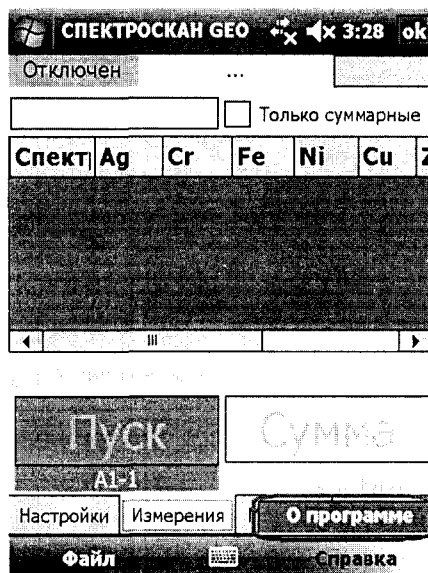 СПЕКТРОСКАН GEO 3:28 ok
Отключен ...
Только суммарные
Спект Ag Cr Fe Ni Cu
Пуск Сумма
A1-1
Настройки Измерения О программе
Файл Справка